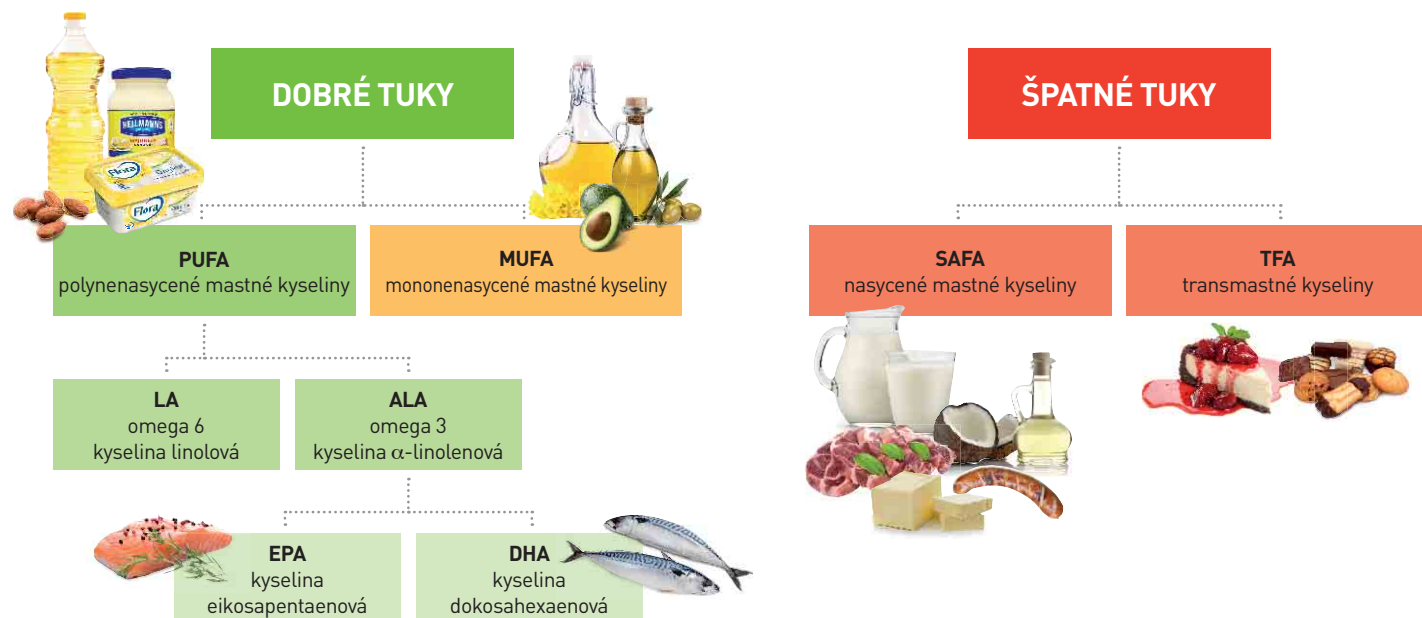 DOBRÉ TUKY
ŠPATNÉ TUKY
HELLMANN'S
Flora
Flora
PUFA
polynenasycené mastné kyseliny
MUFA
mononenasycené mastné kyseliny
SAFA
nasycené mastné kyseliny
TFA
transmastné kyseliny
LA
omega 6
kyselina linolová
ALA
omega 3
kyselina α-linolenová
EPA
kyselina
eikosapentaenová
DHA
kyselina
dokosahexaenová